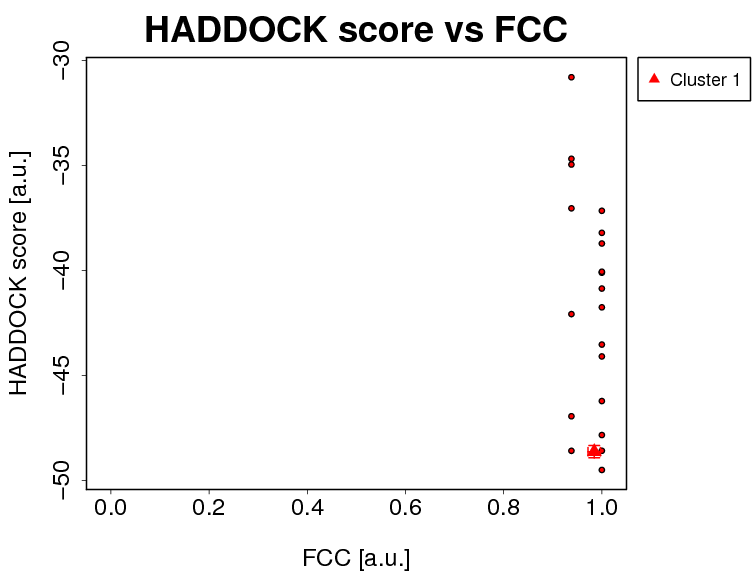 HADDOCK score vs FCC
Cluster 1
HADDOCK score [a.u.]
−30
−35
−40
−45
−50
0.0 0.2 0.4 0.6 0.8 1.0
FCC [a.u.]